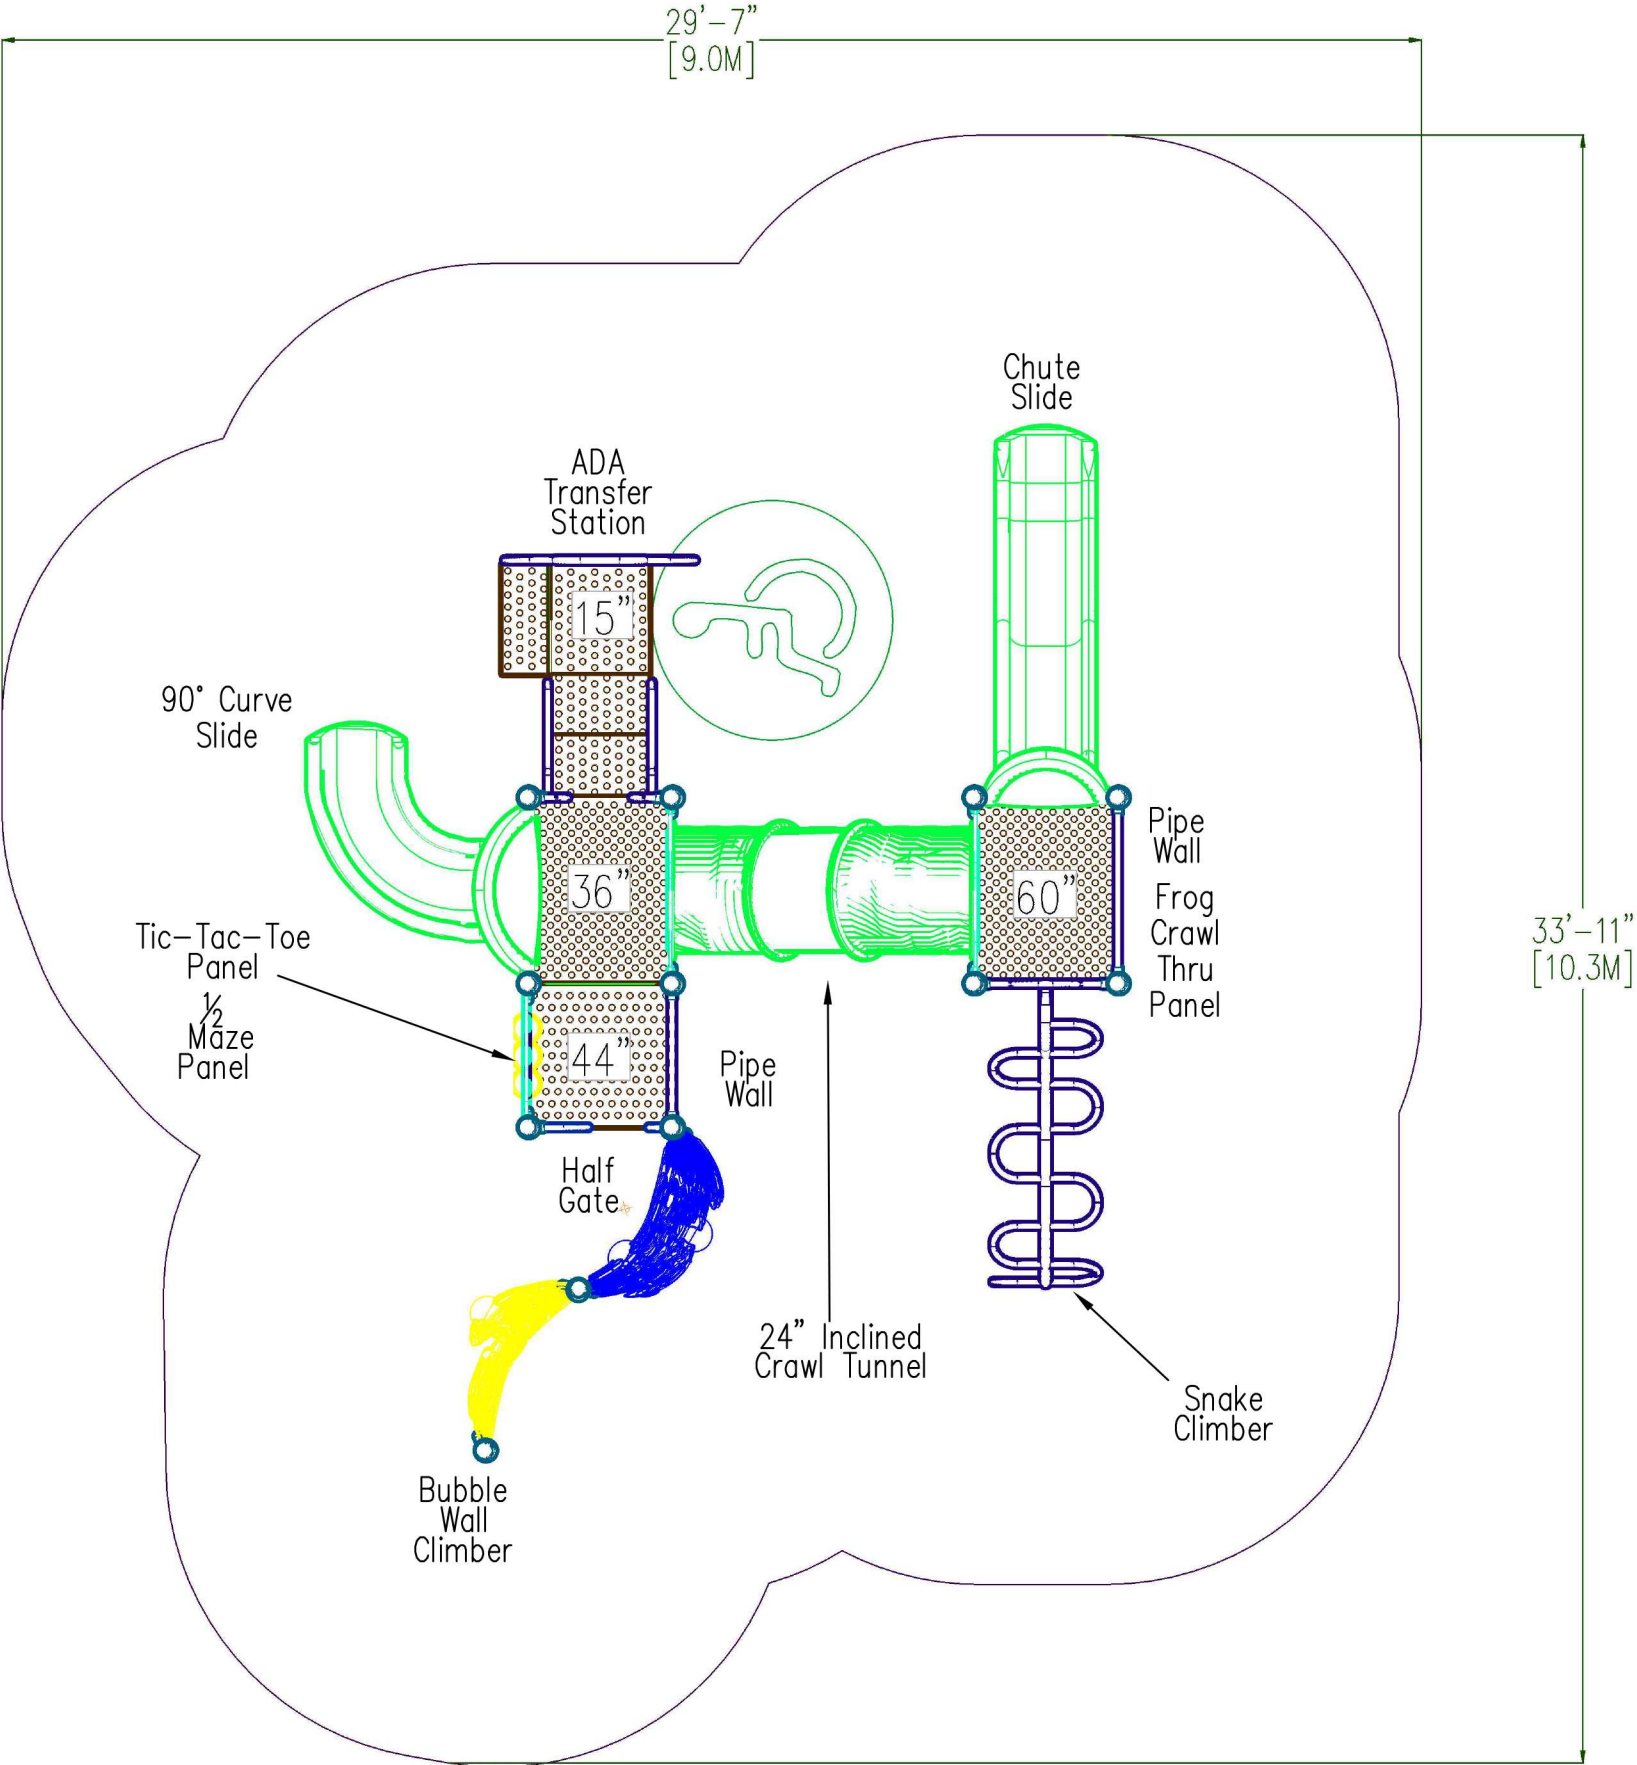 29'-7"
[9.0M]
Chute
Slide
ADA
Transfer
Station
15"
90° Curve
Slide
Pipe
Wall
36"
60"
Frog
Crawl
Thru
Panel
33'-11"
[10.3M]
Tic-Tac-Toe
Panel
½
Maze
Panel
44"
Pipe
Wall
Half
Gate
24" Inclined
Crawl Tunnel
Snake
Climber
Bubble
Wall
Climber